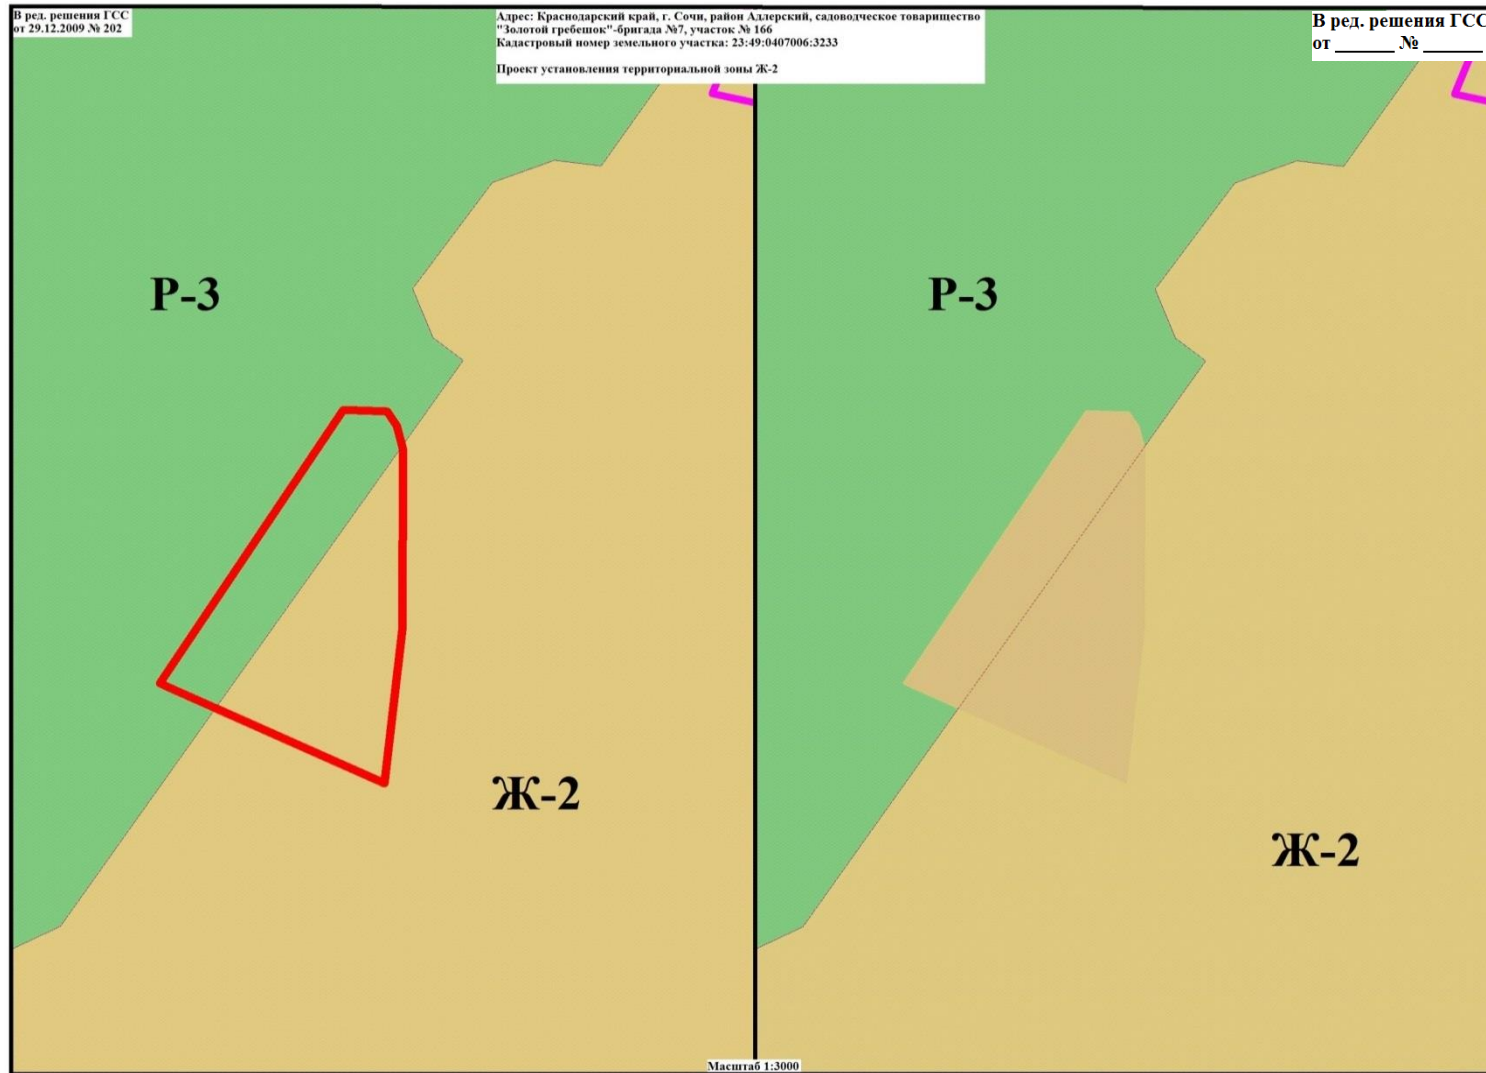 В ред. решения ГСС
от 29.12.2009 № 202
Адрес: Краснодарский край, г. Сочи, район Адлерский, садоводческое товарищество
"Золотой гребешок"-бригада №7, участок № 166
Кадастровый номер земельного участка: 23:49:0407006:3233
Проект установления территориальной зоны Ж-2
В ред. решения ГСС
от ______ № ______
Р-3
Р-3
Ж-2
Ж-2
Масштаб 1:3000